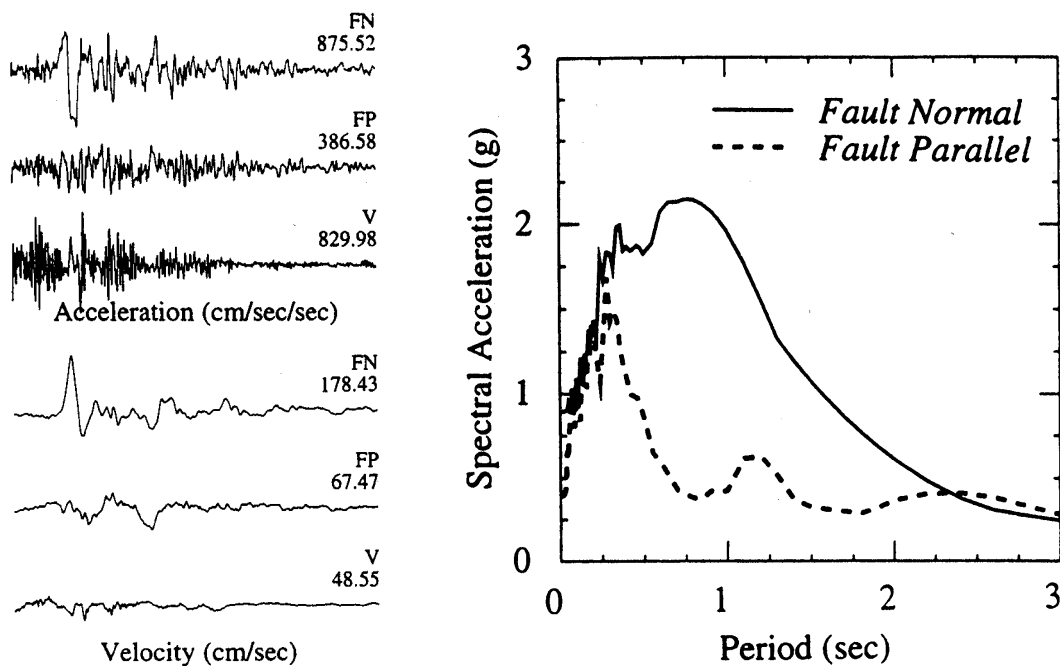 FN
875.52
FP
386.58
V
829.98
Acceleration (cm/sec/sec)
FN
178.43
FP
67.47
V
48.55
Velocity (cm/sec)
3
2
1
0
Spectral Acceleration (g)
Fault Normal
Fault Parallel
0
1
2
3
Period (sec)